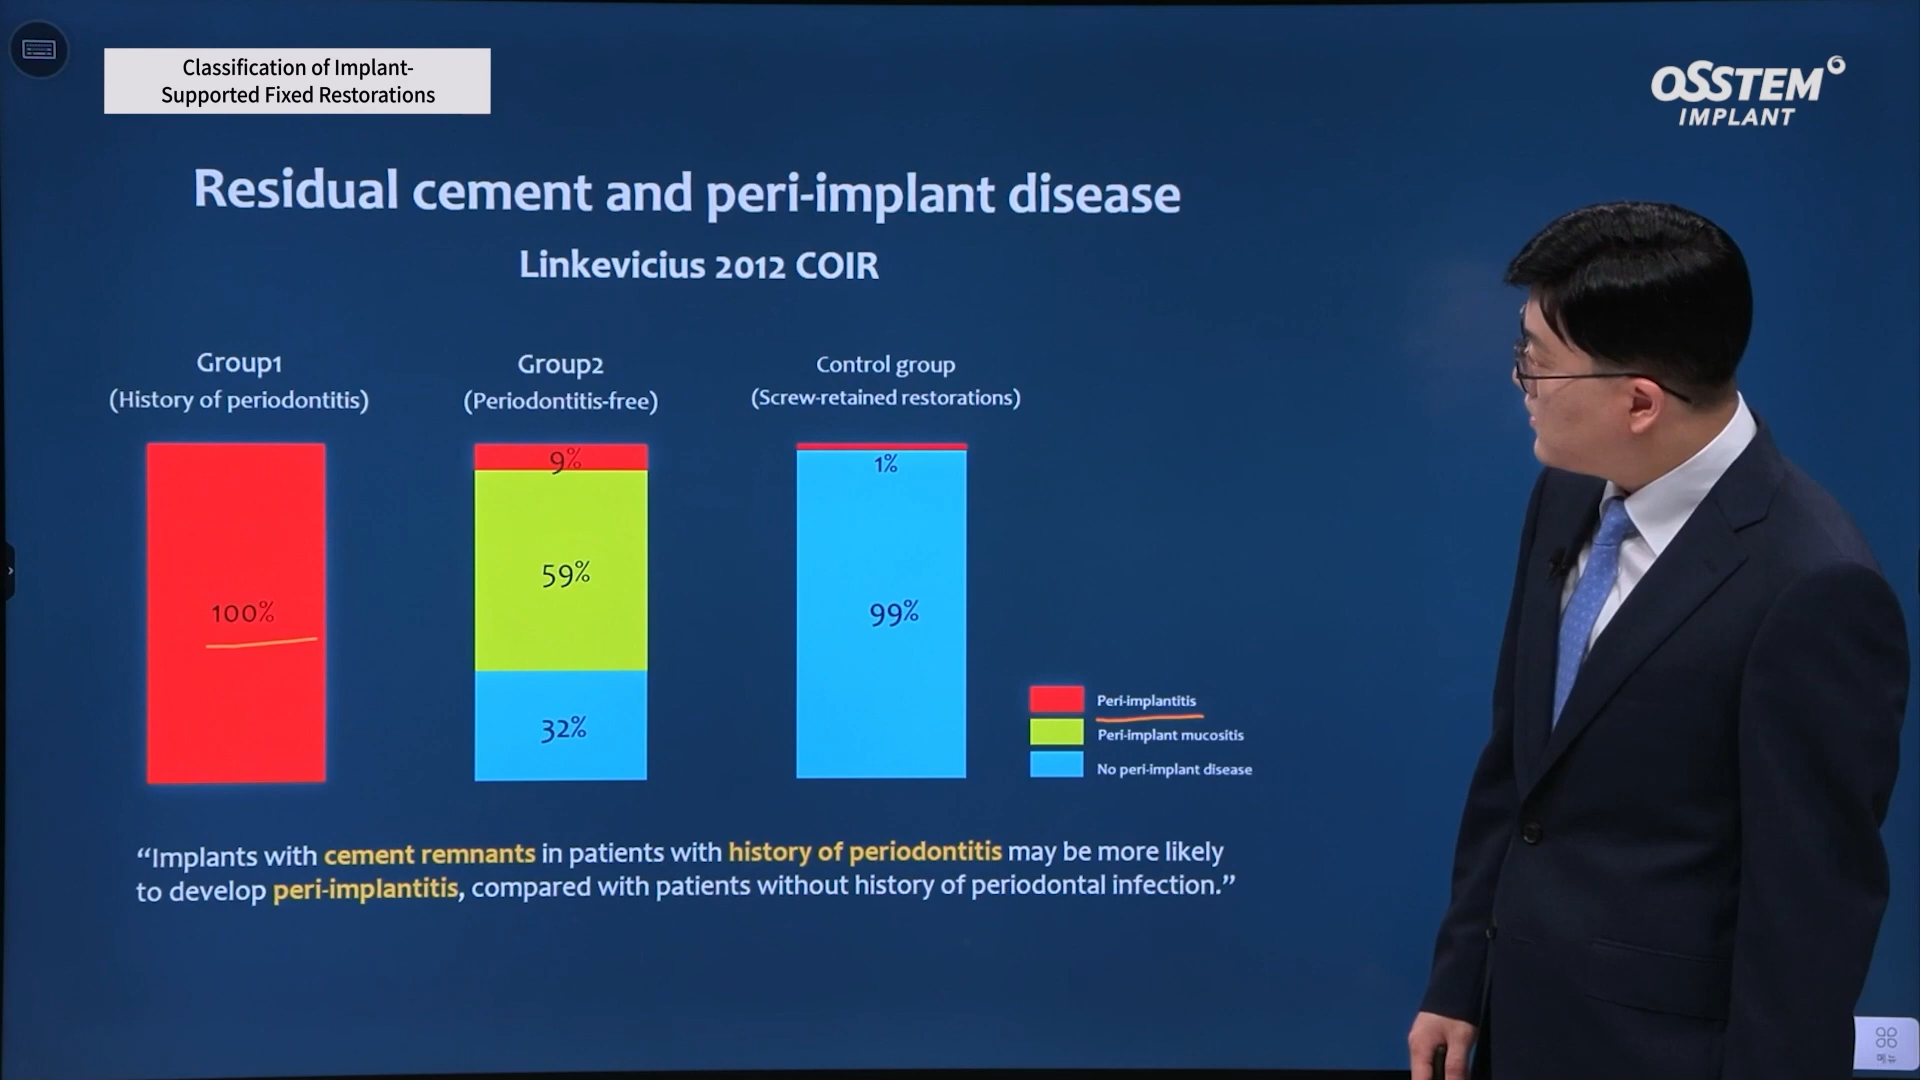 Classification of Implant-
Supported Fixed Restorations
OSSTEM
IMPLANT
Residual cement and peri-implant disease
Linkevicius 2012 COIR
Group1
(History of periodontitis)
Group2
(Periodontitis-free)
Control group
(Screw-retained restorations)
100%
9%
59%
32%
1%
99%
Peri-implantitis
Peri-implant mucositis
No peri-implant disease
“Implants with cement remnants in patients with history of periodontitis may be more likely
to develop peri-implantitis, compared with patients without history of periodontal infection.”
메뉴